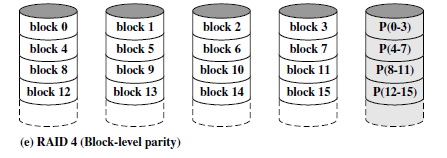 block 0 block 1 block 2 block 3 P(0-3)
block 4 block 5 block 6 block 7 P(4-7)
block 8 block 9 block 10 block 11 P(8-11)
block 12 block 13 block 14 block 15 P(12-15)
(e) RAID 4 (Block-level parity)